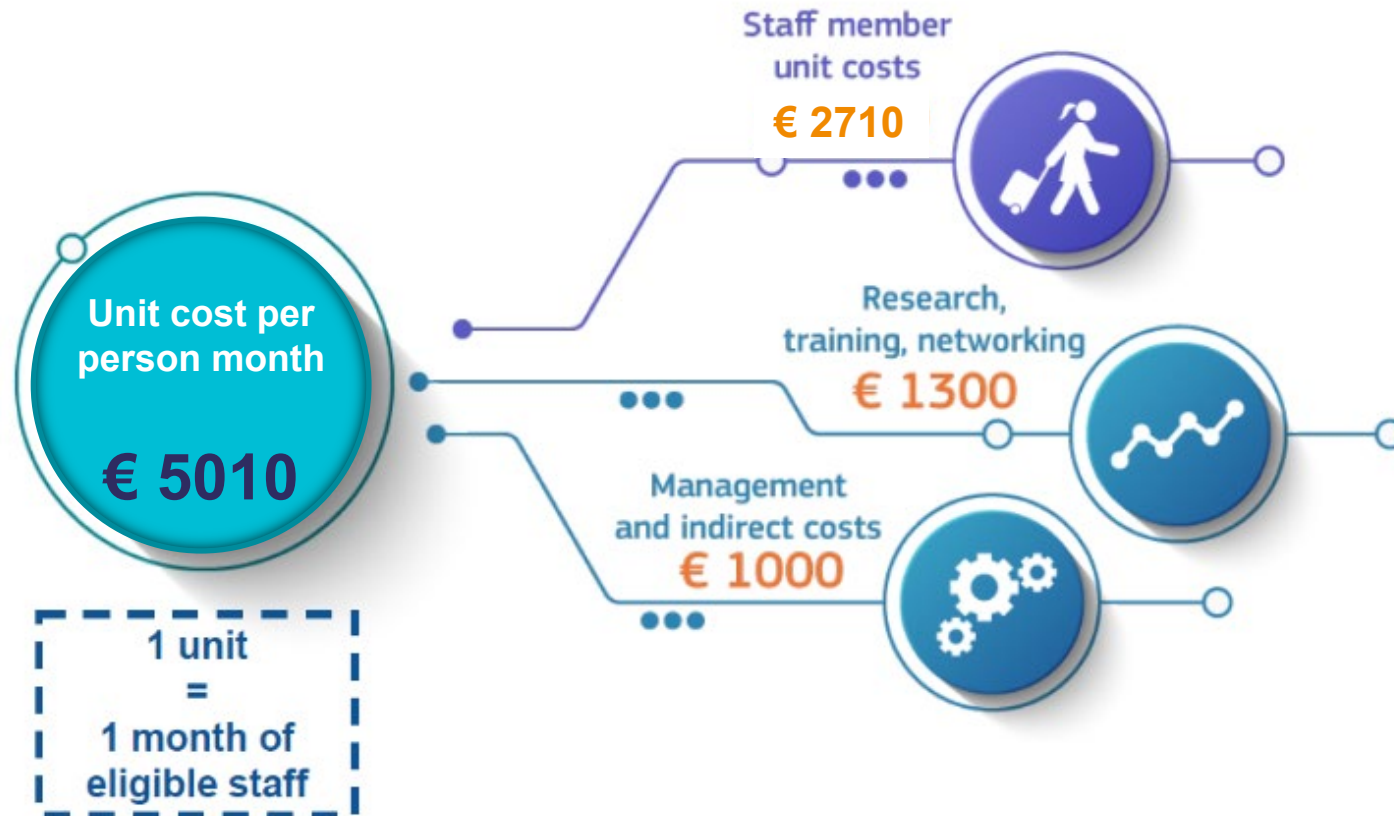 Staff member
unit costs
€ 2710
Unit cost per
person month
€ 5010
Research,
training, networking
€ 1300
Management
and indirect costs
€ 1000
1 unit
=
1 month of
eligible staff